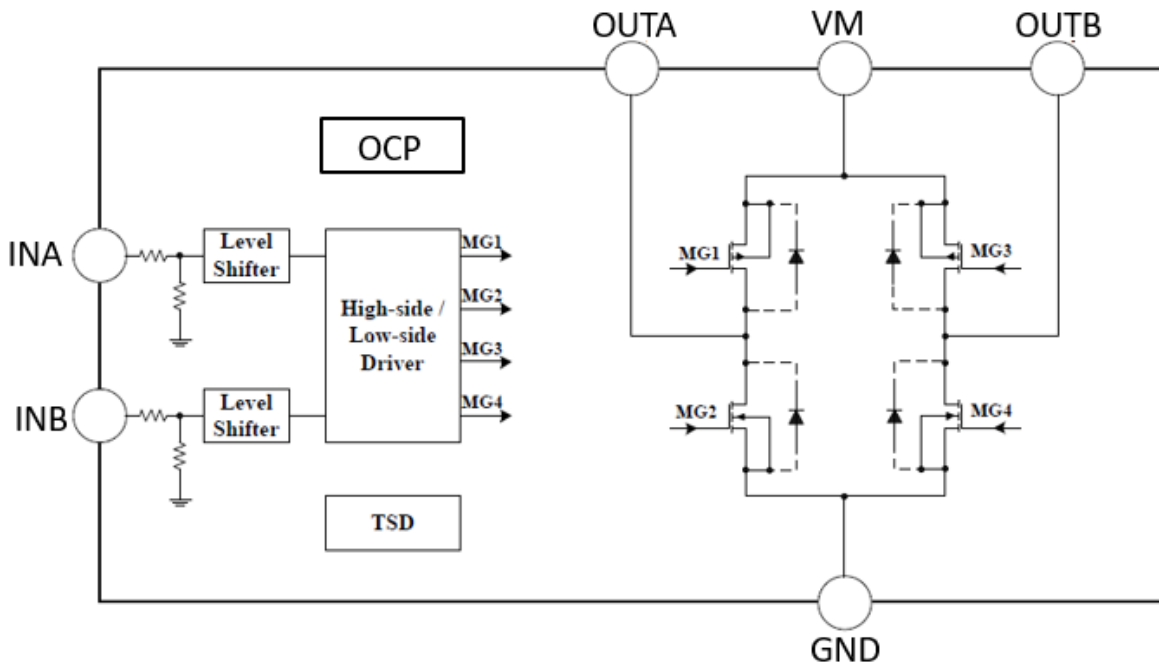 OUTA
VM
OUTB
OCP
INA
Level
Shifter
MG1
MG2
MG3
MG4
High-side /
Low-side
Driver
INB
Level
Shifter
TSD
MG1
MG3
MG2
MG4
GND